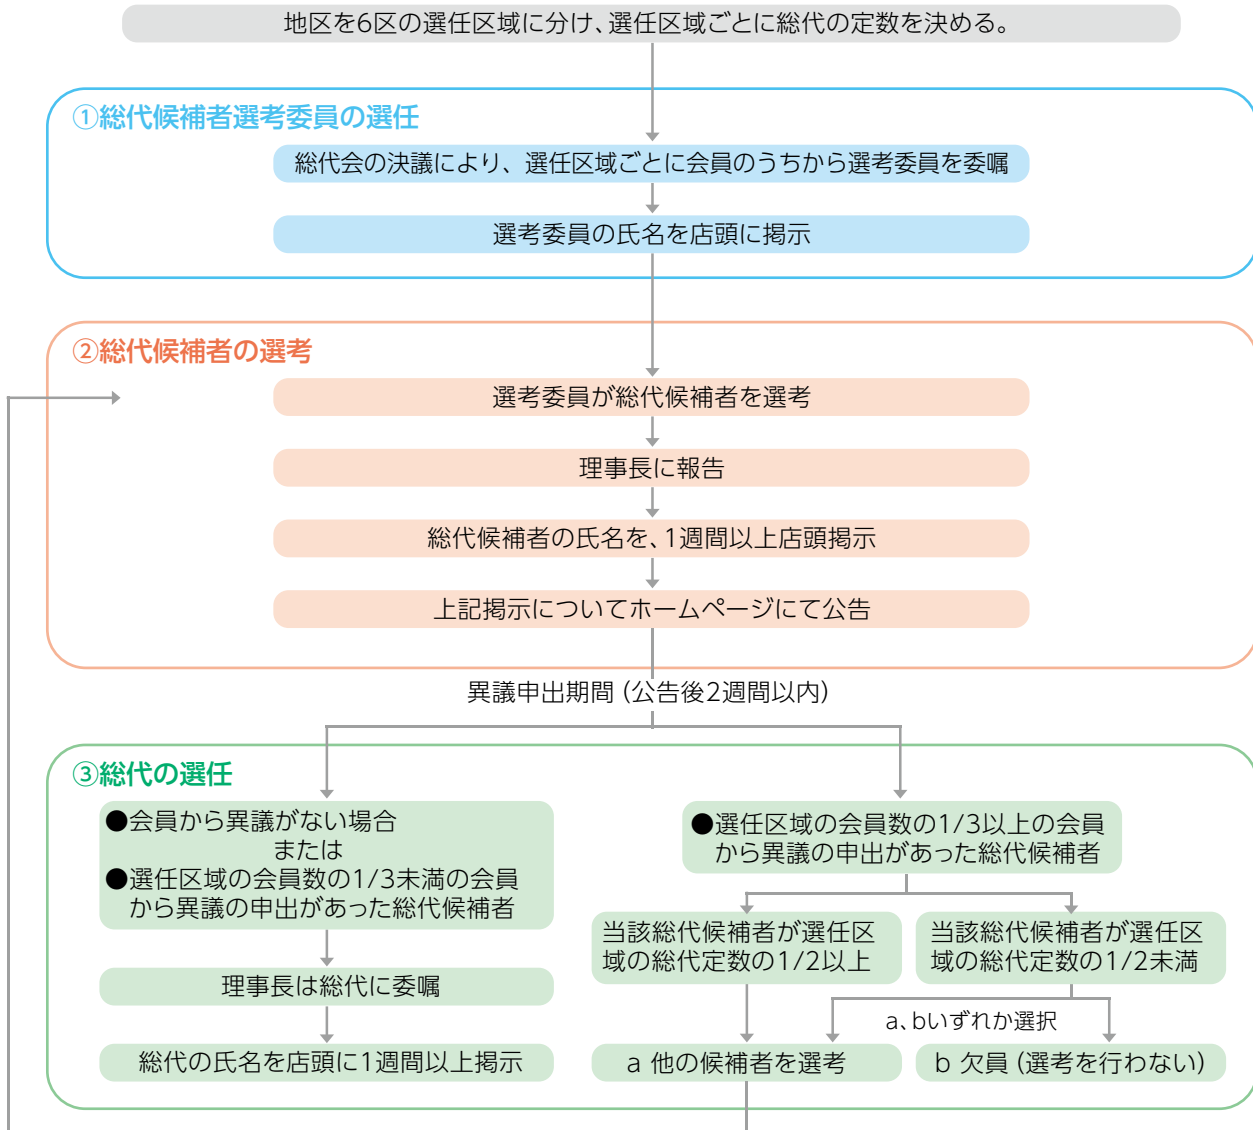 地区を6区の選任区域に分け、選任区域ごとに総代の定数を決める。
①総代候補者選考委員の選任
総代会の決議により、選任区域ごとに会員のうちから選考委員を委嘱
選考委員の氏名を店頭に掲示
②総代候補者の選考
選考委員が総代候補者を選考
理事長に報告
総代候補者の氏名を、1週間以上店頭掲示
上記掲示についてホームページにて公告
異議申出期間(公告後2週間以内)
③総代の選任
●会員から異議がない場合
または
●選任区域の会員数の1/3未満の会員
から異議の申出があった総代候補者
理事長は総代に委嘱
総代の氏名を店頭に1週間以上掲示
●選任区域の会員数の1/3以上の会員
から異議の申出があった総代候補者
当該総代候補者が選任区
域の総代定数の1/2以上
当該総代候補者が選任区
域の総代定数の1/2未満
a、bいずれか選択
a 他の候補者を選考
b 欠員(選考を行わない)